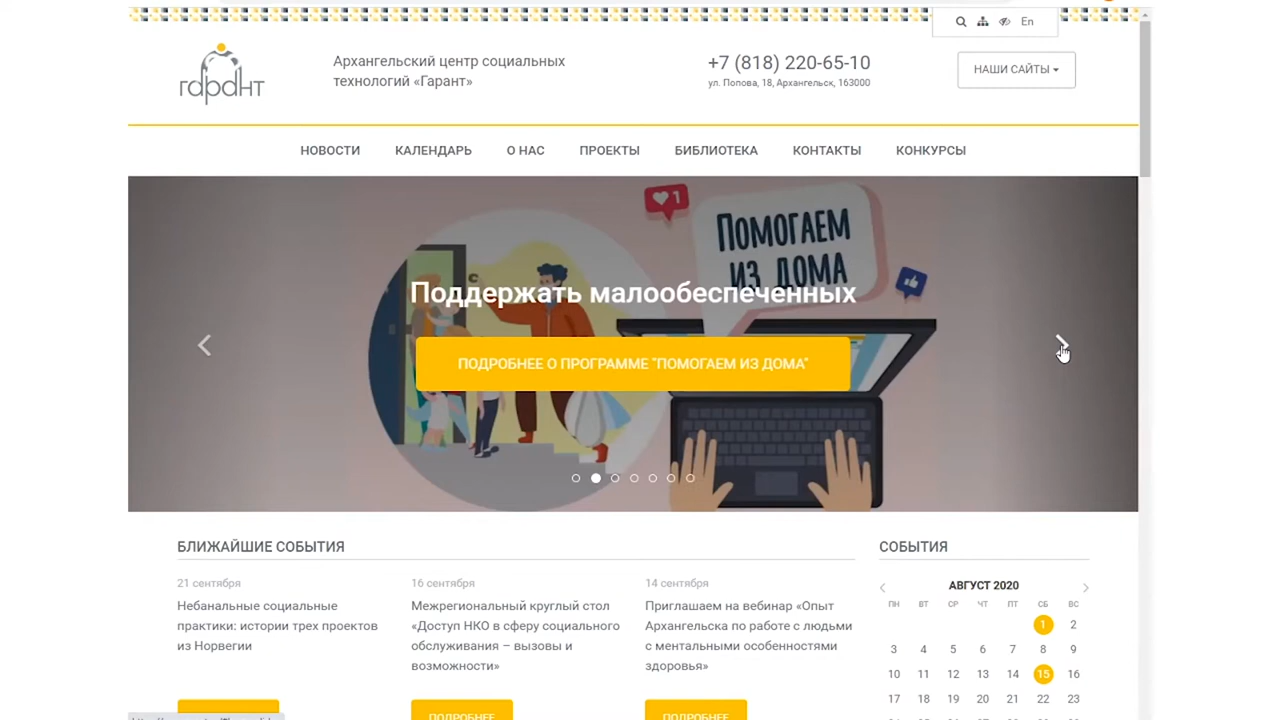 En
гарант
Архангельский центр социальных
технологий «Гарант»
+7 (818) 220-65-10
ул. Попова, 18, Архангельск, 163000
НАШИ САЙТЫ
НОВОСТИ КАЛЕНДАРЬ О НАС ПРОЕКТЫ БИБЛИОТЕКА КОНТАКТЫ КОНКУРСЫ
1
ПОМОГАЕМ
ИЗ ДОМА
Поддержать малообеспеченных
ПОДРОБНЕЕ О ПРОГРАММЕ "ПОМОГАЕМ ИЗ ДОМА"
БЛИЖАЙШИЕ СОБЫТИЯ
21 сентября
Небанальные социальные
практики: истории трех проектов
из Норвегии
16 сентября
Межрегиональный круглый стол
«Доступ НКО в сферу социального
обслуживания – вызовы и
возможности»
ПОДРОБНЕЕ
14 сентября
Приглашаем на вебинар «Опыт
Архангельска по работе с людьми
с ментальными особенностями
здоровья»
ПОДРОБНЕЕ
СОБЫТИЯ
АВГУСТ 2020
ПН ВТ СР ЧТ ПТ СБ ВС
1 2
3 4 5 6 7 8 9
10 11 12 13 14 15 16
17 18 19 20 21 22 23